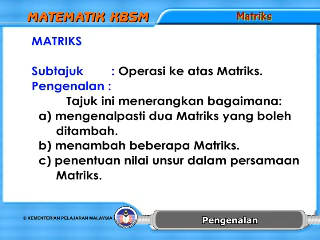 MATEMATIK KBSM
Matriks
MATRIKS
Subtajuk : Operasi ke atas Matriks.
Pengenalan :
Tajuk ini menerangkan bagaimana:
a) mengenalpasti dua Matriks yang boleh
ditambah.
b) menambah beberapa Matriks.
c) penentuan nilai unsur dalam persamaan
Matriks.
© KEMENTERIAN PELAJARAN MALAYSIA
Pengenalan